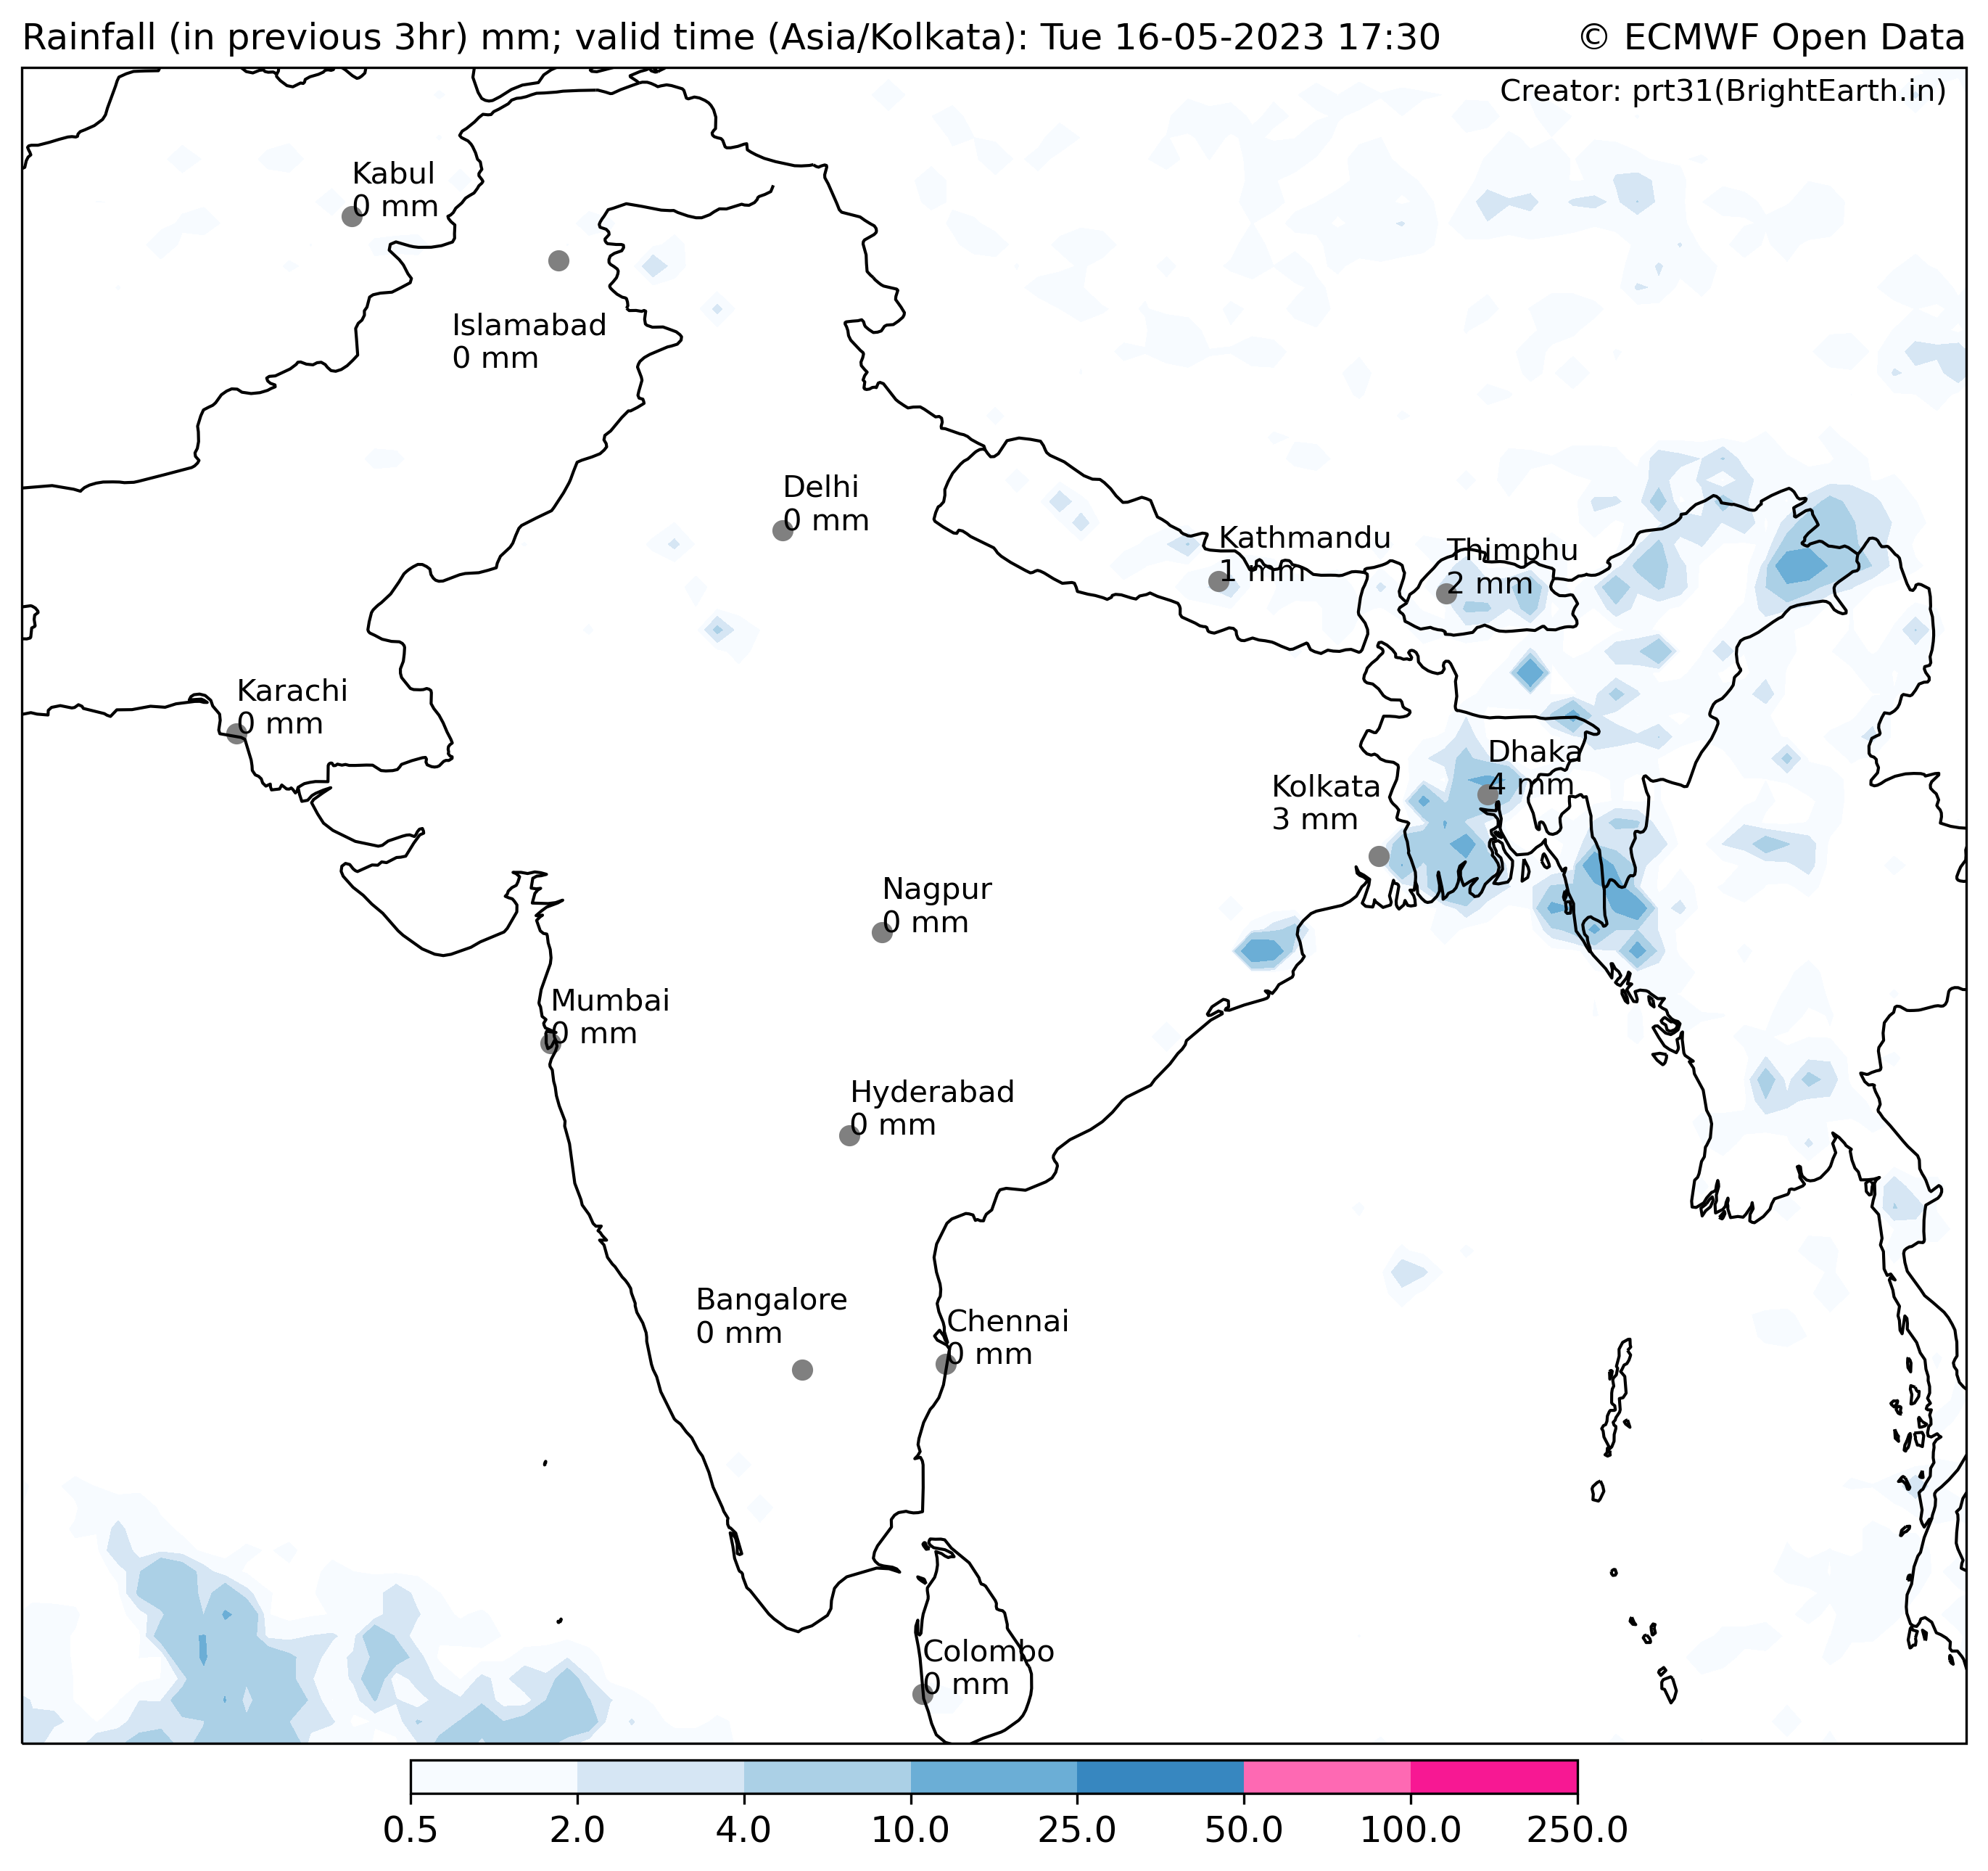 Rainfall (in previous 3hr) mm; valid time (Asia/Kolkata): Tue 16-05-2023 17:30
© ECMWF Open Data
Creator: prt31(BrightEarth.in)
Kabul
0 mm
Islamabad
0 mm
Delhi
0 mm
Kathmandu
1 mm
Thimphu
2 mm
Karachi
0 mm
Dhaka
4 mm
Kolkata
3 mm
Nagpur
0 mm
Mumbai
0 mm
Hyderabad
0 mm
Bangalore
0 mm
Chennai
0 mm
Colombo
0 mm
0.5 2.0 4.0 10.0 25.0 50.0 100.0 250.0